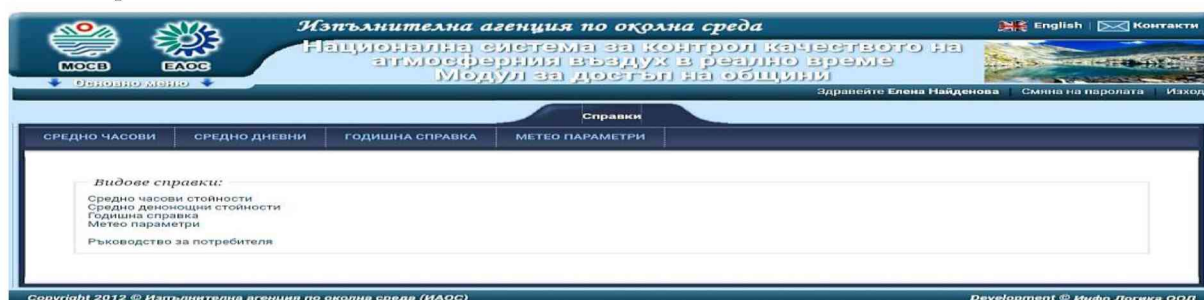 Изпълнителна агенция по околна среда
English | Контакти
Национална система за контрол качеството на
атмосферния въздух в реално време
Модул за достъп на общини
МОСВ
ЕАОС
Основно меню
Здравейте Елена Найденова | Смяна на паролата | Изход
Справки
СРЕДНО ЧАСОВИ
СРЕДНО ДНЕВНИ
ГОДИШНА СПРАВКА
МЕТЕО ПАРАМЕТРИ
Видове справки:
Средно часови стойности
Средно денонощни стойности
Годишна справка
Метео параметри
Ръководство за потребителя
Copyright 2012 © Изпълнителна агенция по околна среда (ИАОС)
Development © Инфо Логика ООД